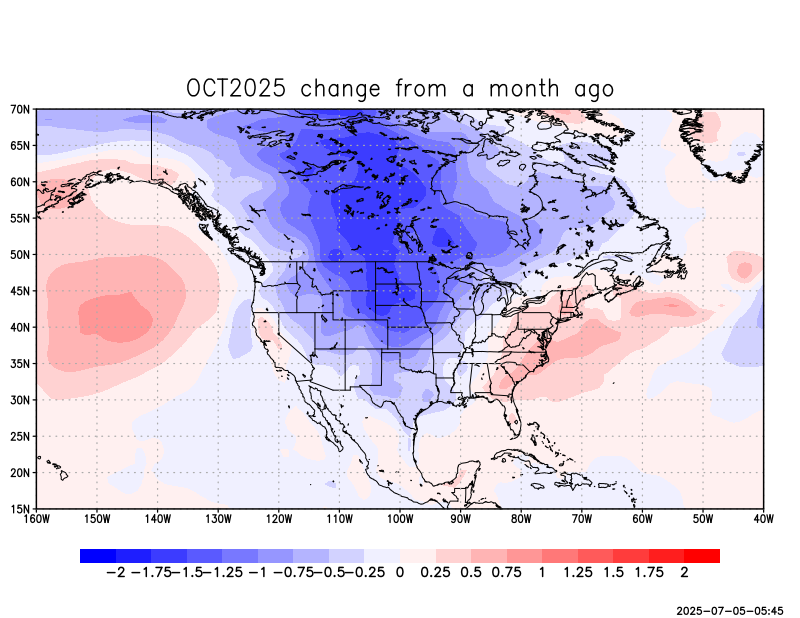 OCT2025 change from a month ago
70N
65N
60N
55N
50N
45N
40N
35N
30N
25N
20N
15N
160W 150W 140W 130W 120W 110W 100W 90W 80W 70W 60W 50W 40W
−2 −1.75 −1.5 −1.25 −1 −0.75 −0.5 −0.25 0 0.25 0.5 0.75 1 1.25 1.5 1.75 2
2025-07-05-05:45